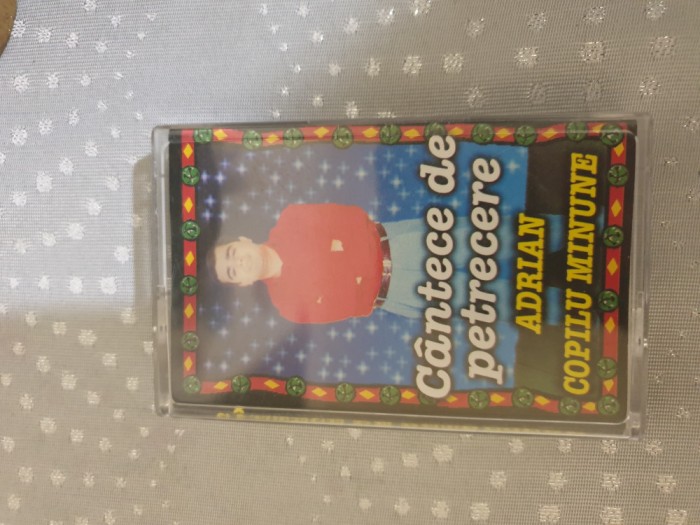 Cântece de
petrecere
ADRIAN
COPILU MINUNE